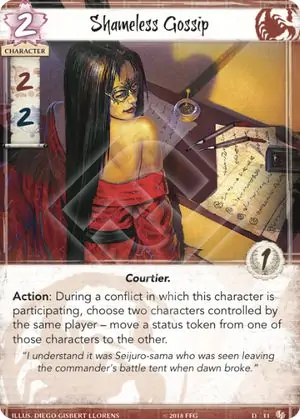 2
Shameless Gossip
CHARACTER
2
2
1
Courtier.
Action: During a conflict in which this character is
participating, choose two characters controlled by
the same player – move a status token from one
of those characters to the other.
“I understand it was Seijuro-sama who was seen leaving
the commander’s battle tent when dawn broke.”
ILLUS. DIEGO GISBERT LLORENS
©2018 FFG
D 11